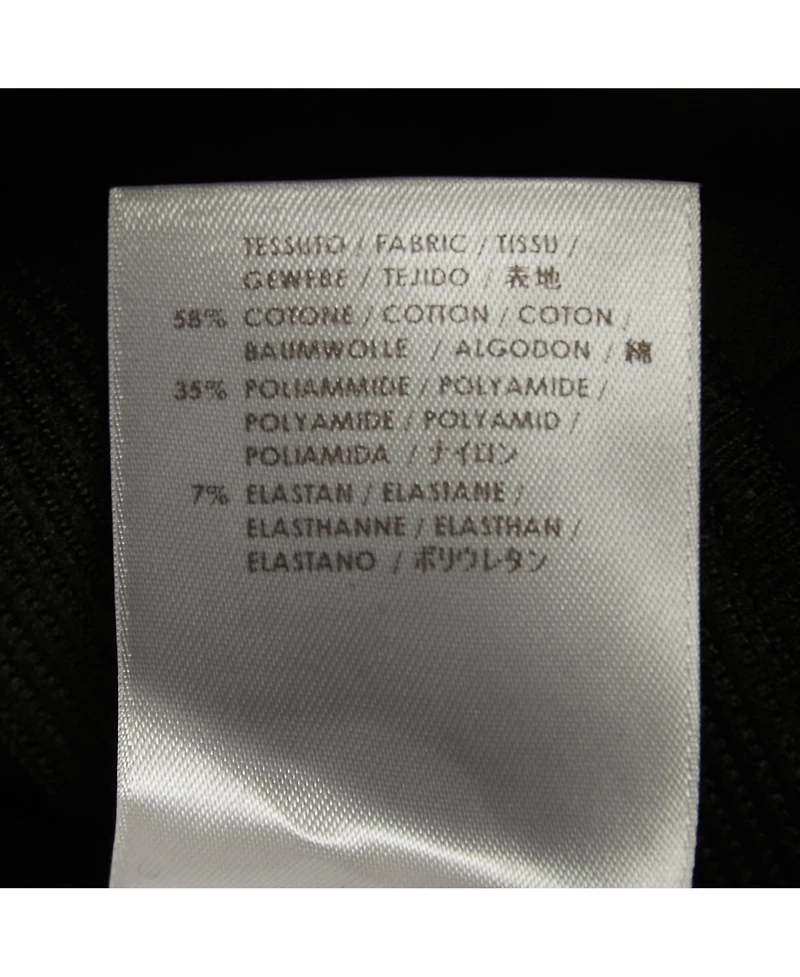 TESSUTO / FABRIC / TISSU /
GEWEBE / TEJIDO / 表地
58% COTONE / COTTON / COTON /
BAUMWOLLE / ALGODON / 綿
35% POLIAMMIDE / POLYAMIDE /
POLYAMIDE / POLYAMID /
POLIAMIDA / ナイロン
7% ELASTAN / ELASTANE /
ELASTHANNE / ELASTHAN /
ELASTANO / ポリウレタン